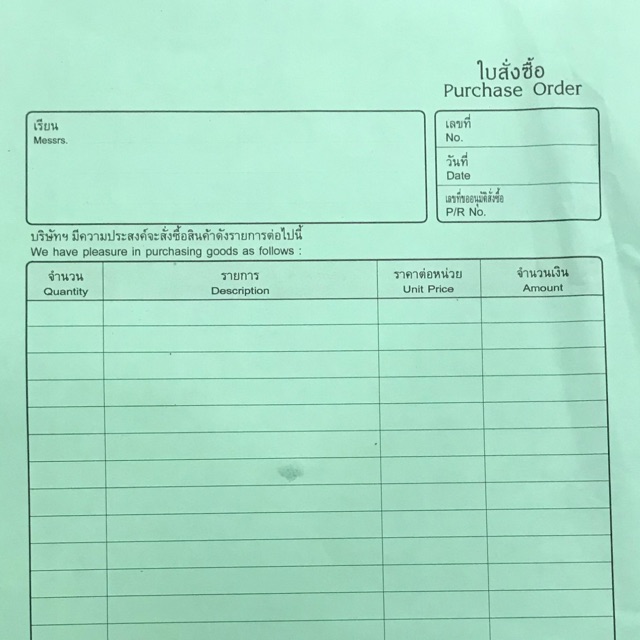 ใบสั่งซื้อ
Purchase Order
เรียน
Messrs.
เลขที่
No.
วันที่
Date
เลขที่ขออนุมัติสั่งซื้อ
P/R No.
บริษัทฯ มีความประสงค์จะสั่งซื้อสินค้าดังรายการต่อไปนี้
We have pleasure in purchasing goods as follows :
จำนวน รายการ ราคาต่อหน่วย จำนวนเงิน
Quantity Description Unit Price Amount